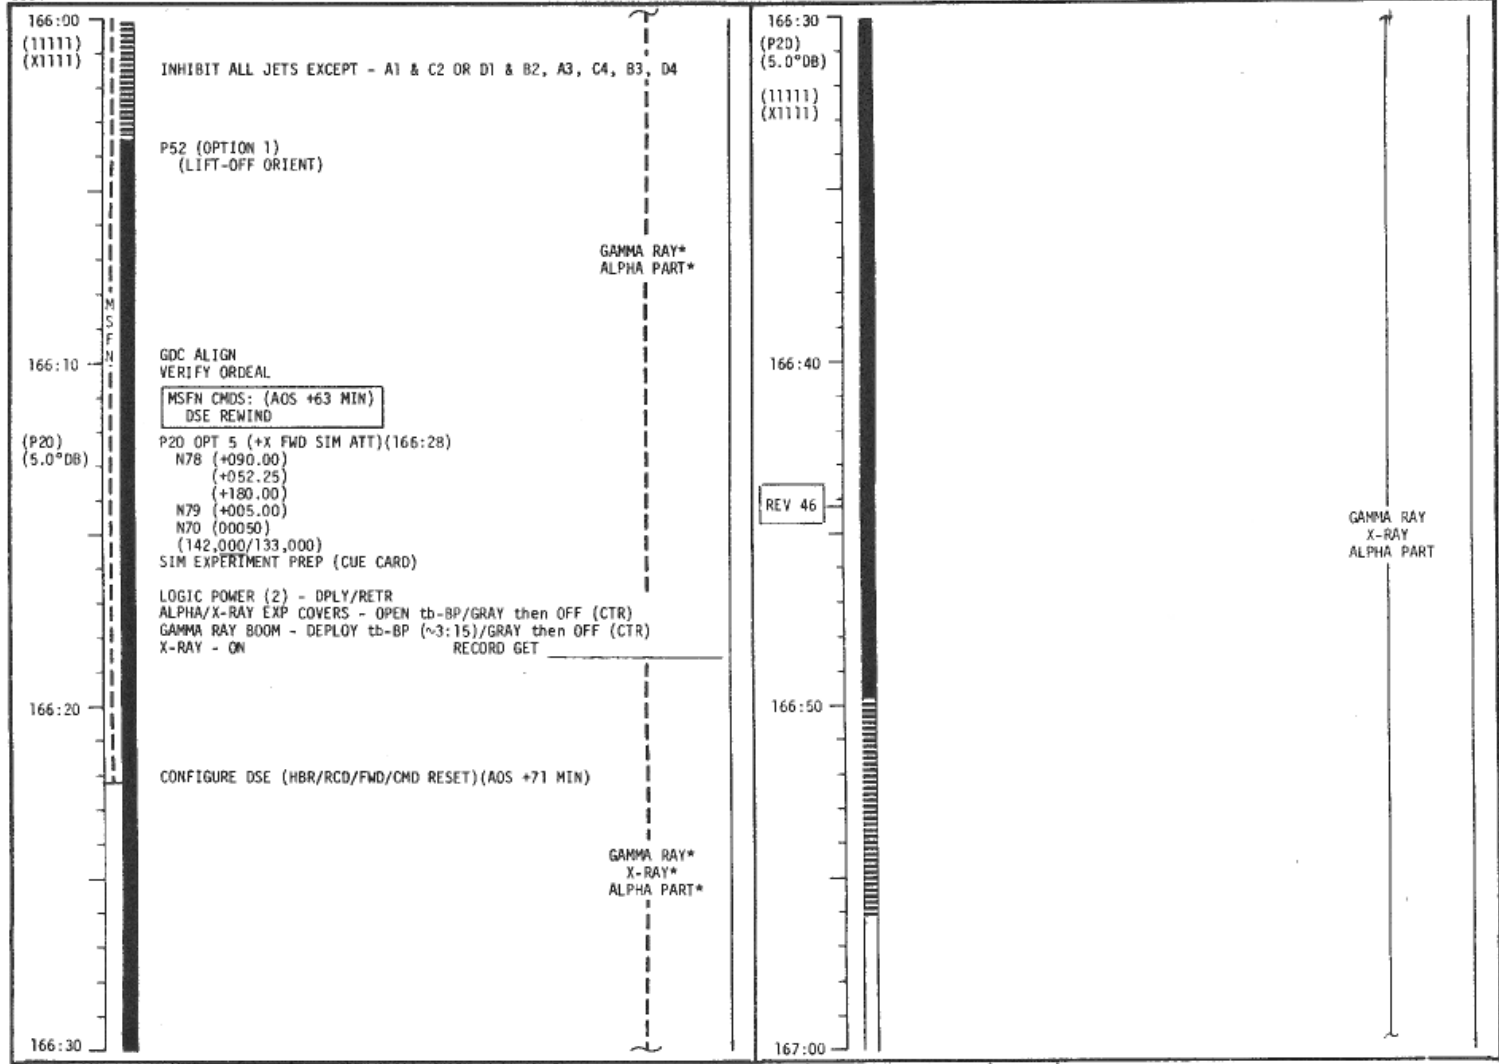 166:00
(11111)
(X1111)
INHIBIT ALL JETS EXCEPT - A1 & C2 OR D1 & B2, A3, C4, B3, D4
P52 (OPTION 1)
(LIFT-OFF ORIENT)
GAMMA RAY*
ALPHA PART*
MSFN
166:10
GDC ALIGN
VERIFY ORDEAL
MSFN CMDS: (AOS +63 MIN)
DSE REWIND
(P20)
(5.0°DB)
P20 OPT 5 (+X FWD SIM ATT)(166:28)
N78 (+090.00)
(+052.25)
(+180.00)
N79 (+005.00)
N70 (00050)
(142,000/133,000)
SIM EXPERIMENT PREP (CUE CARD)
LOGIC POWER (2) - DPLY/RETR
ALPHA/X-RAY EXP COVERS - OPEN tb-BP/GRAY then OFF (CTR)
GAMMA RAY BOOM - DEPLOY tb-BP (~3:15)/GRAY then OFF (CTR)
X-RAY - ON RECORD GET
166:20
CONFIGURE DSE (HBR/RCD/FWD/CMD RESET)(AOS +71 MIN)
GAMMA RAY*
X-RAY*
ALPHA PART*
166:30
166:30
(P20)
(5.0°DB)
(11111)
(X1111)
166:40
REV 46
GAMMA RAY
X-RAY
ALPHA PART
166:50
167:00